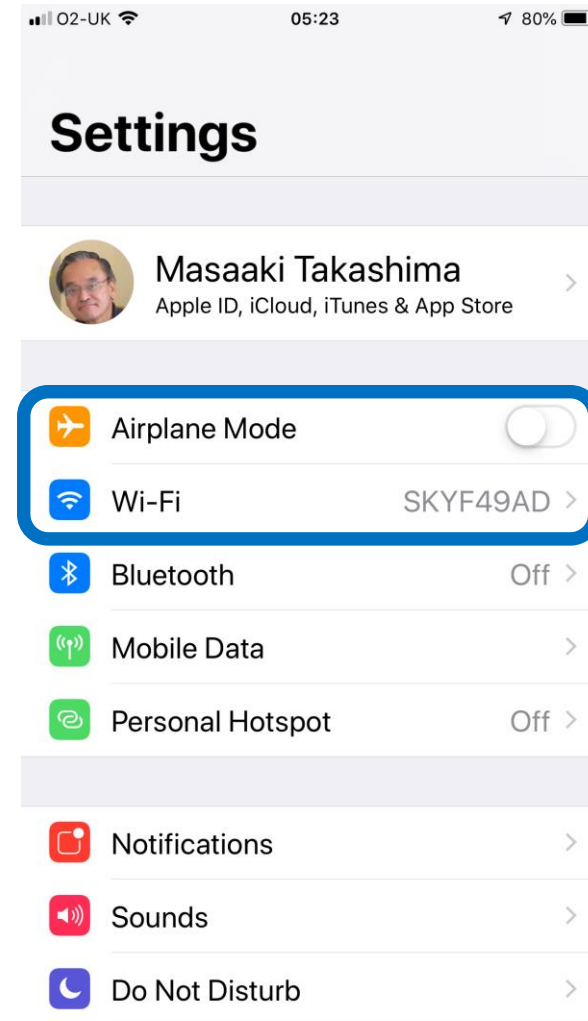 O2-UK 05:23 80%
Settings
Masaaki Takashima
Apple ID, iCloud, iTunes & App Store
Airplane Mode
Wi-Fi SKYF49AD
Bluetooth Off
Mobile Data
Personal Hotspot Off
Notifications
Sounds
Do Not Disturb